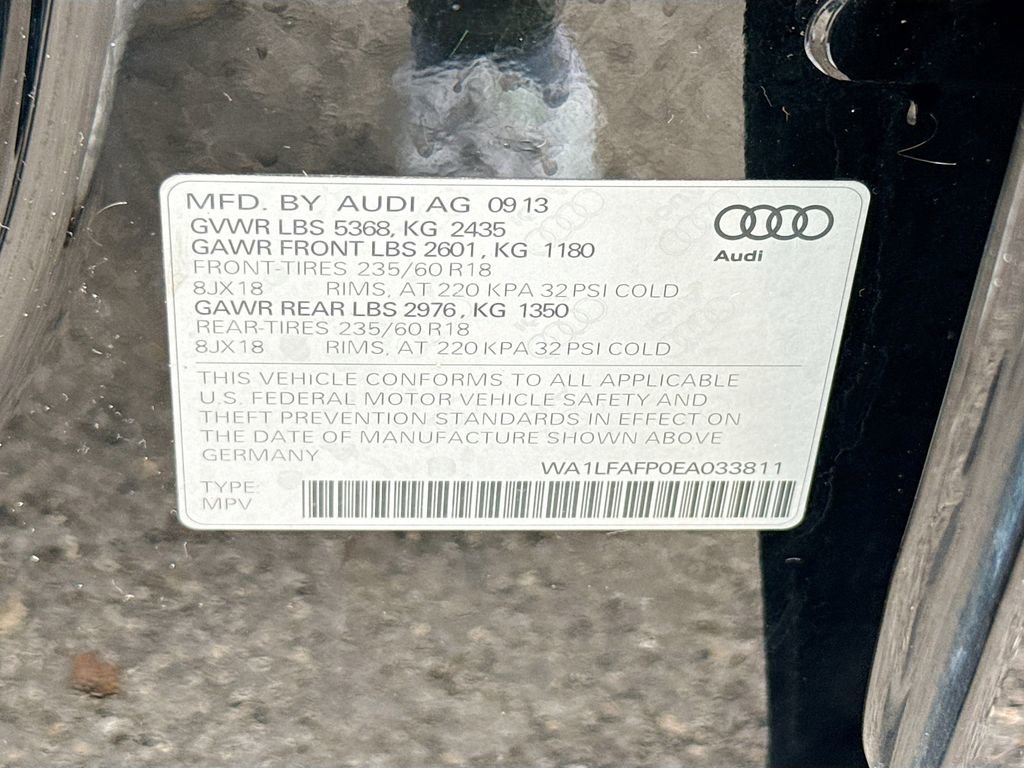 MFD. BY AUDI AG 09 13
GVWR LBS 5368, KG 2435
GAWR FRONT LBS 2601, KG 1180
FRONT-TIRES 235/60 R18
8JX18 RIMS, AT 220 KPA 32 PSI COLD
GAWR REAR LBS 2976, KG 1350
REAR-TIRES 235/60 R18
8JX18 RIMS, AT 220 KPA 32 PSI COLD
Audi
THIS VEHICLE CONFORMS TO ALL APPLICABLE
U.S. FEDERAL MOTOR VEHICLE SAFETY AND
THEFT PREVENTION STANDARDS IN EFFECT ON
THE DATE OF MANUFACTURE SHOWN ABOVE
GERMANY
WA1LFAFP0EA033811
TYPE:
MPV